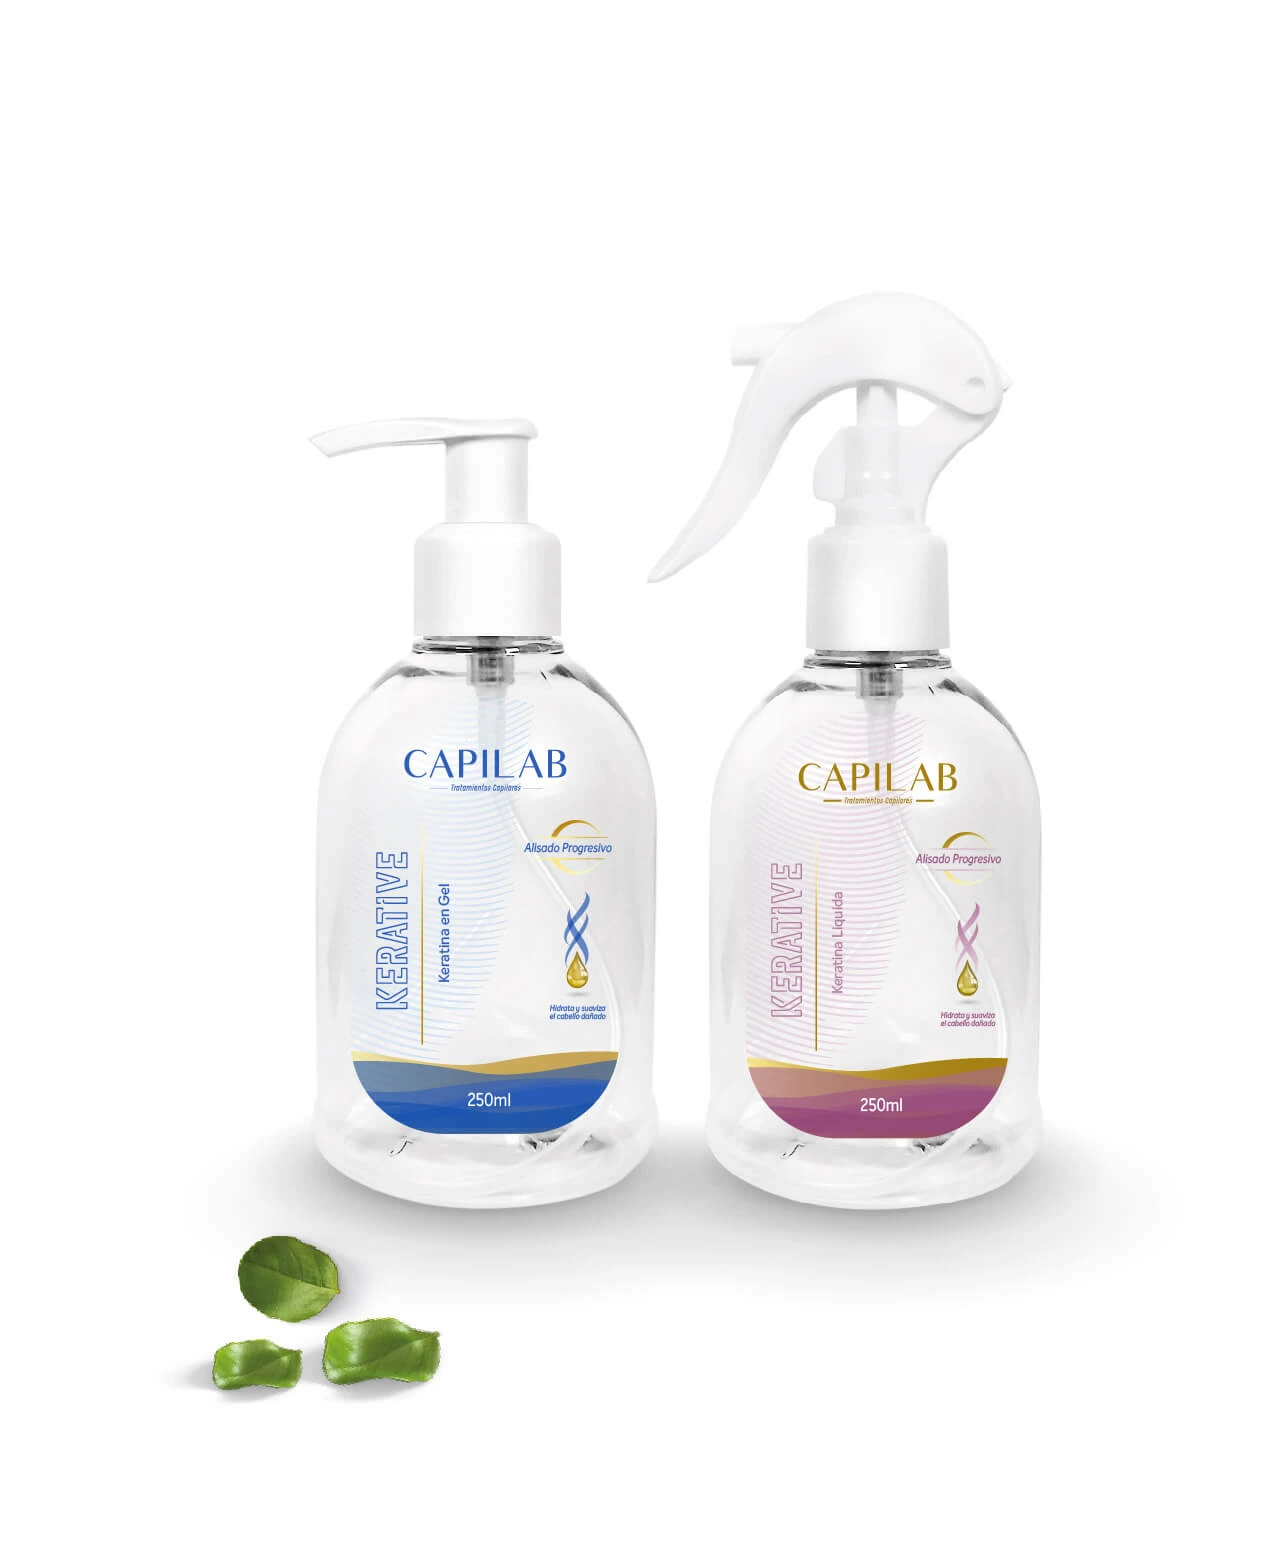 CAPILAB
Tratamientos Capilares
Alisado Progresivo
KERATIVE
Keratina en Gel
Hidrata y suaviza
el cabello dañado
250ml
CAPILAB
Tratamientos Capilares
Alisado Progresivo
KERATIVE
Keratina Liquida
Hidrata y suaviza
el cabello dañado
250ml